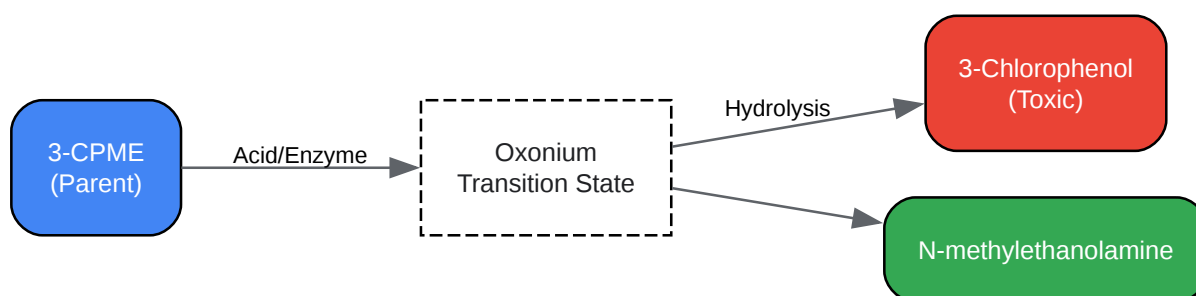 3-CPME
(Parent)
Acid/Enzyme
Oxonium
Transition State
Hydrolysis
3-Chlorophenol
(Toxic)
N-methylethanolamine